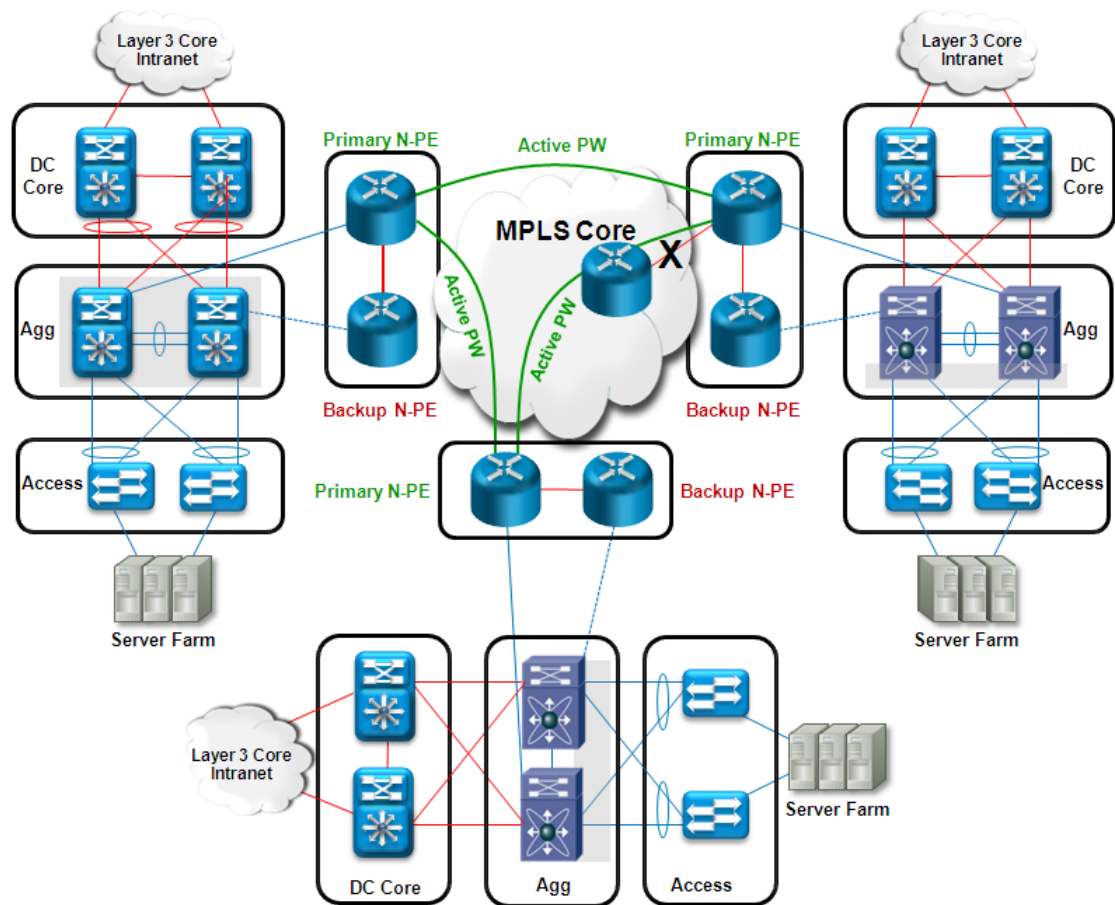 Layer 3 Core
Intranet
Layer 3 Core
Intranet
DC
Core
Primary N-PE
Active PW
Primary N-PE
DC
Core
MPLS Core
X
Agg
Active PW
Active PW
Agg
Backup N-PE
Backup N-PE
Access
Primary N-PE
Backup N-PE
Access
Server Farm
Server Farm
Layer 3 Core
Intranet
Server Farm
DC Core
Agg
Access